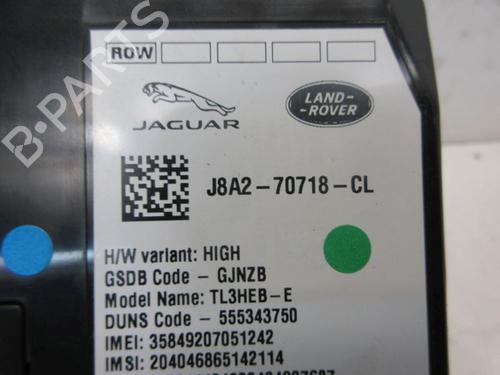 ROW
JAGUAR
LAND-
ROVER
J8A2-70718-CL
H/W variant: HIGH
GSDB Code - GJNZB
Model Name: TL3HEB-E
DUNS Code - 555343750
IMEI: 35849207051242
IMSI: 204046865142114
B-PARTS